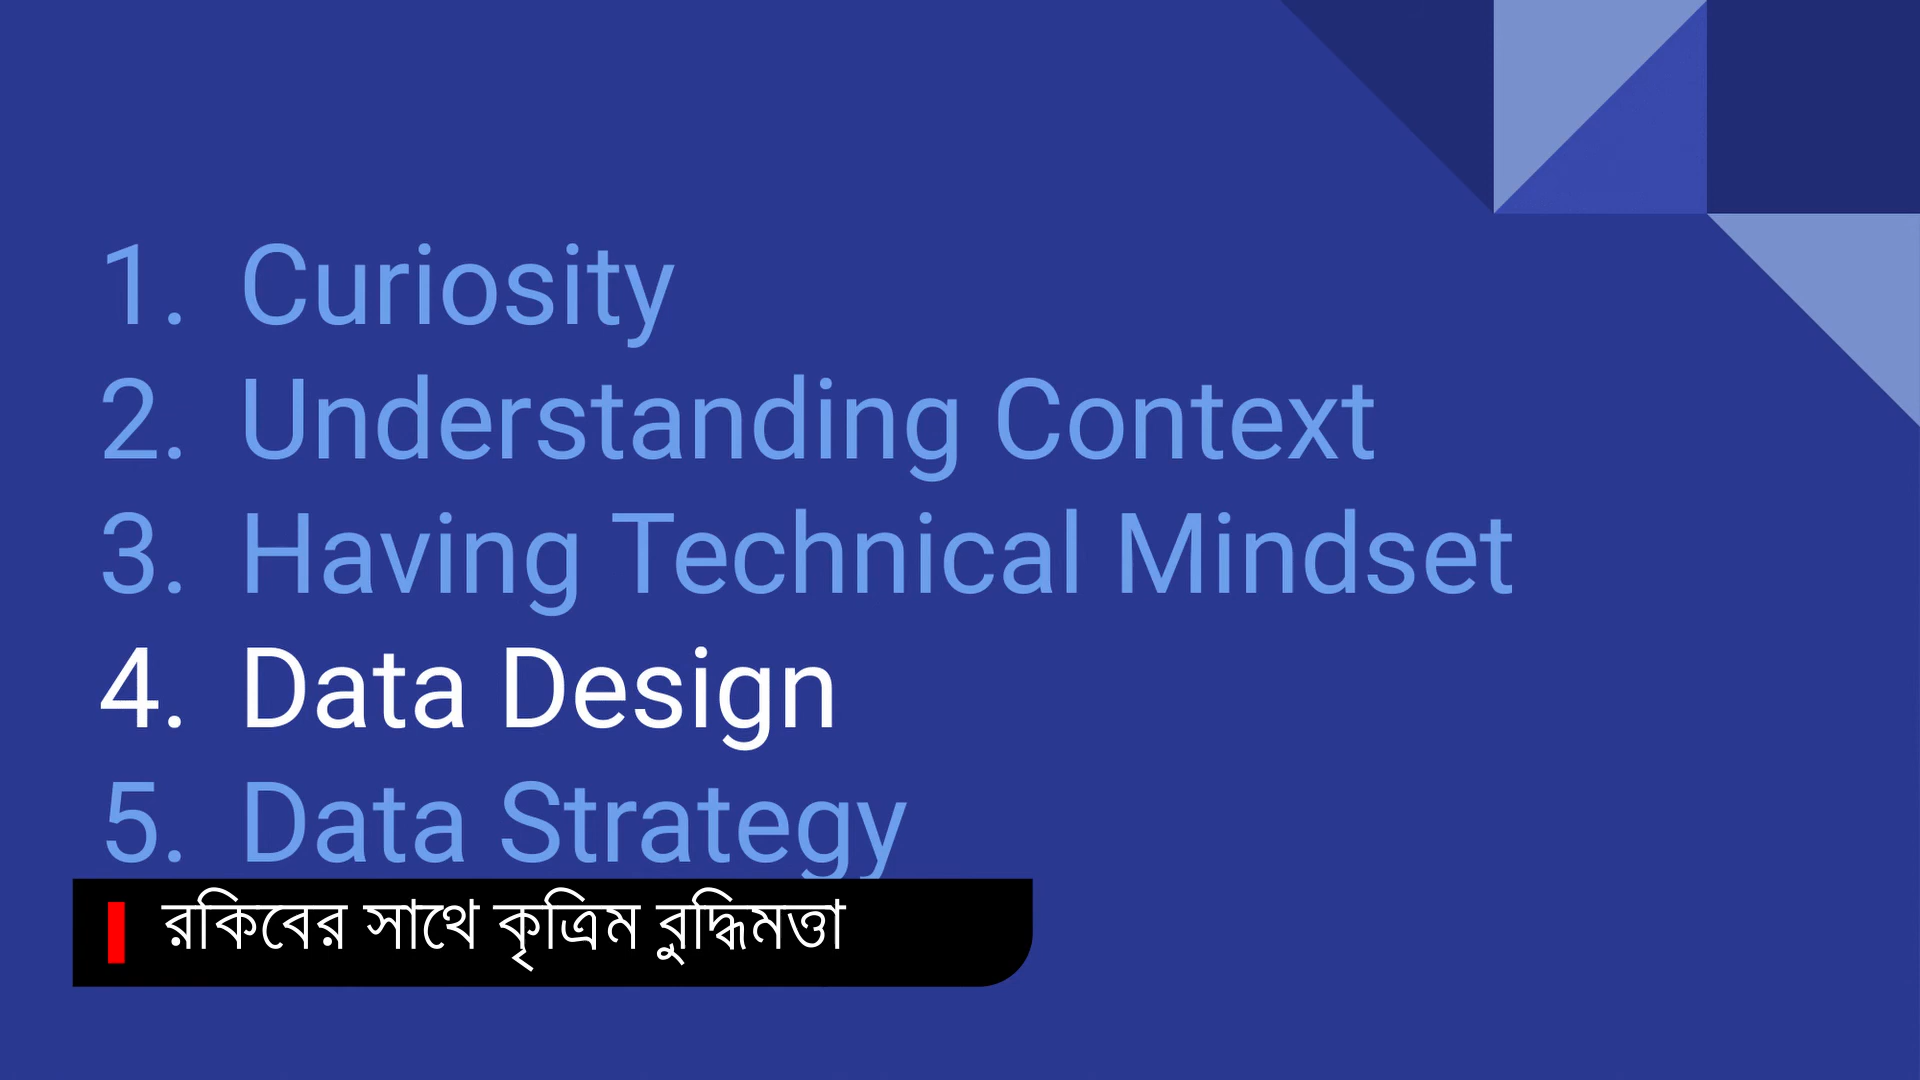 1. Curiosity
2. Understanding Context
3. Having Technical Mindset
4. Data Design
5. Data Strategy
রকিবের সাথে কৃত্রিম বুদ্ধিমত্তা